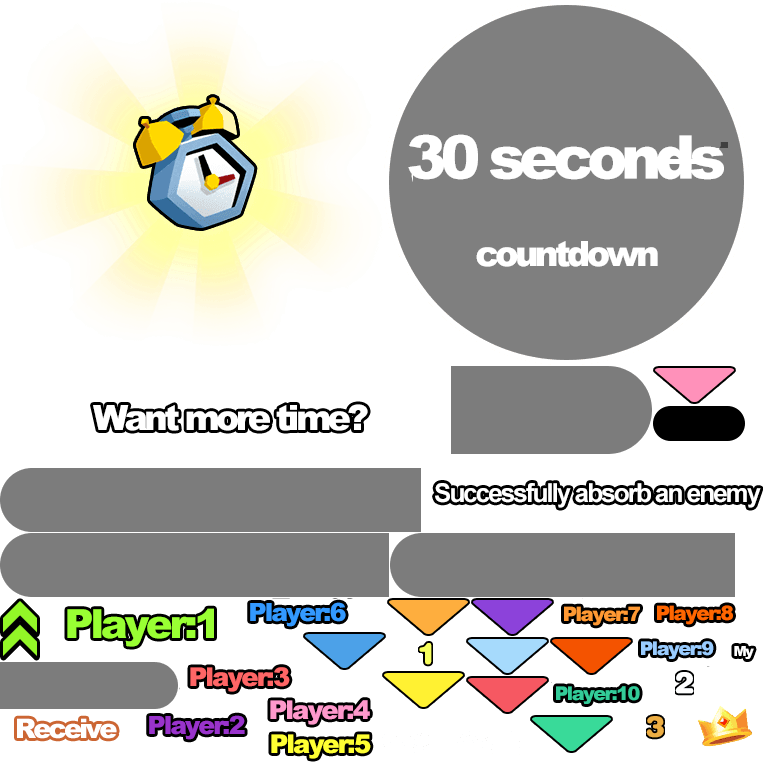 30 seconds
countdown
Want more time?
Successfully absorb an enemy
Player:1
Player:6
Player:7
Player:8
1
Player:9
My
Player:3
2
Player:10
Receive
Player:2
Player:4
3
Player:5